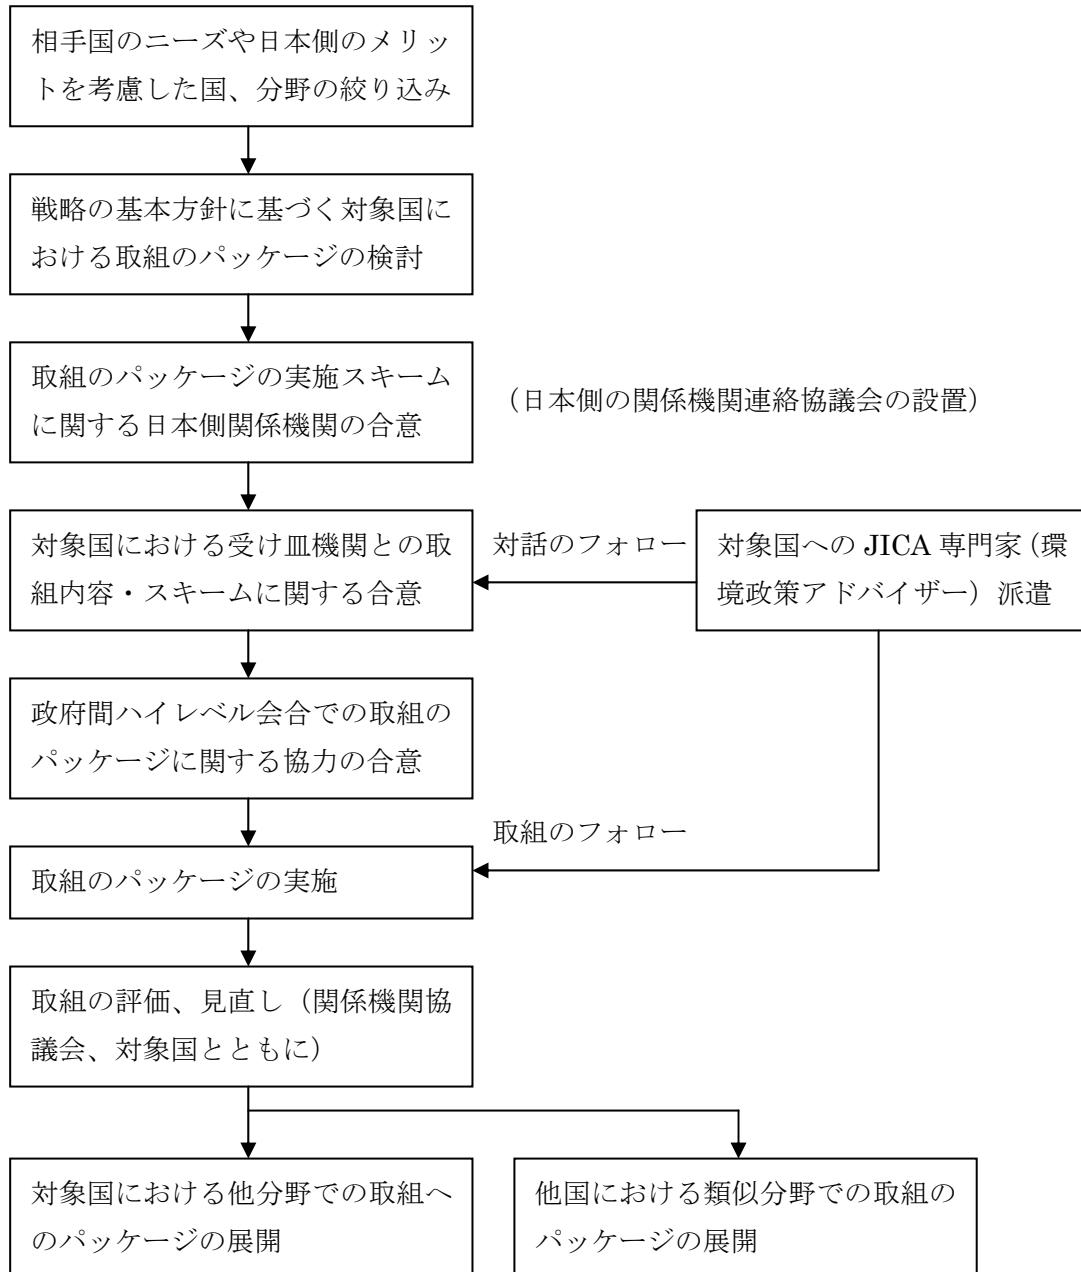 相手国のニーズや日本側のメリッ
トを考慮した国、分野の絞り込み
戦略の基本方針に基づく対象国に
おける取組のパッケージの検討
取組のパッケージの実施スキーム
に関する日本側関係機関の合意
（日本側の関係機関連絡協議会の設置）
対象国における受け皿機関との取
組内容・スキームに関する合意
対話のフォロー
対象国への JICA 専門家（環
境政策アドバイザー）派遣
政府間ハイレベル会合での取組の
パッケージに関する協力の合意
取組のフォロー
取組のパッケージの実施
取組の評価、見直し（関係機関協
議会、対象国とともに）
対象国における他分野での取組へ
のパッケージの展開
他国における類似分野での取組の
パッケージの展開